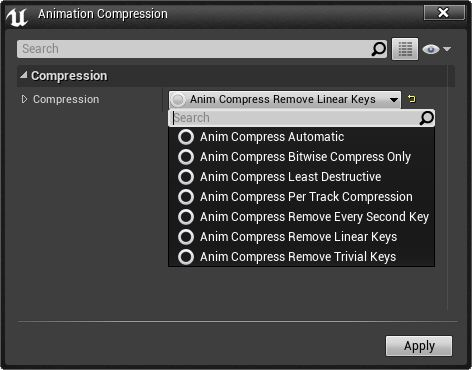 Animation Compression
Search
Compression
Compression
Anim Compress Remove Linear Keys
Search
Anim Compress Automatic
Anim Compress Bitwise Compress Only
Anim Compress Least Destructive
Anim Compress Per Track Compression
Anim Compress Remove Every Second Key
Anim Compress Remove Linear Keys
Anim Compress Remove Trivial Keys
Apply